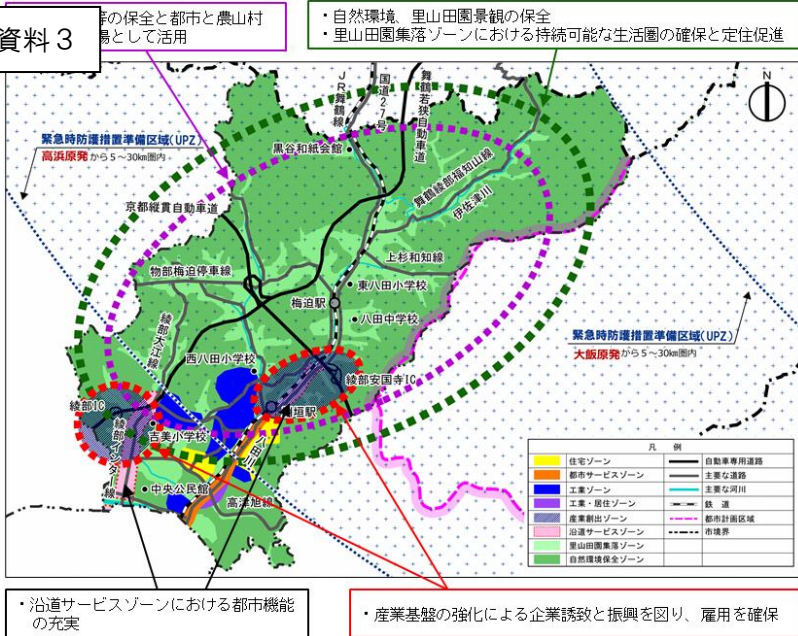 資料3
等の保全と都市と農山村
場として活用
・自然環境、里山田園景観の保全
・里山田園集落ゾーンにおける持続可能な生活圏の確保と定住促進
N
JR舞鶴線
国道27号
舞鶴若狭自動車道
緊急時防護措置準備区域(UPZ)
高浜原発から5～30km圏内
黒谷和紙会館
舞鶴綾部福知山線
伊佐津川
京都縦貫自動車道
上杉和知線
物部梅迫停車線
東八田小学校
梅迫駅
八田中学校
綾部大江線
緊急時防護措置準備区域(UPZ)
大飯原発から5～30km圏内
西八田小学校
綾部安国寺IC
綾部IC
垣駅
吉美小学校
八田川
綾部インター線
中央公民館
高津旭線
凡 例
住宅ゾーン
自動車専用道路
都市サービスゾーン
主要な道路
工業ゾーン
主要な河川
工業・居住ゾーン
鉄 道
産業創出ゾーン
都市計画区域
沿道サービスゾーン
市境界
里山田園集落ゾーン
自然環境保全ゾーン
・沿道サービスゾーンにおける都市機能
の充実
・産業基盤の強化による企業誘致と振興を図り、雇用を確保